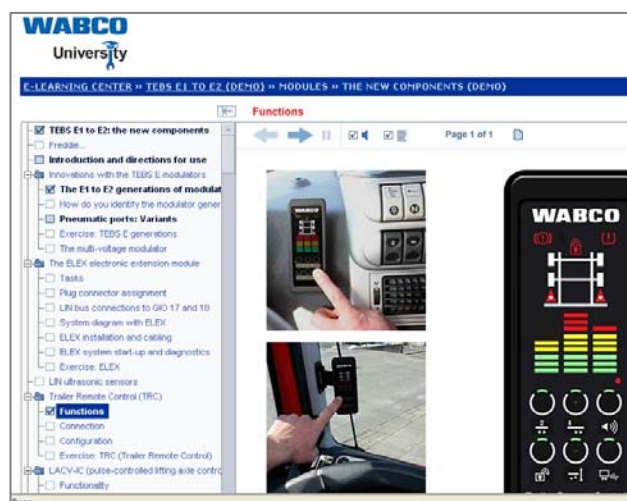 WABCO
University
E-LEARNING CENTER » TEBS E1 TO E2 (DEMO) » MODULES » THE NEW COMPONENTS (DEMO)
Functions
Page 1 of 1
TEBS E1 to E2: the new components
Freddie...
Introduction and directions for use
Innovations with the TEBS E modulators
The E1 to E2 generations of modulat
How do you identify the modulator gener
Pneumatic ports: Variants
Exercise: TEBS E generations
The multi-voltage modulator
The ELEX electronic extension module
Tasks
Plug connector assignment
LIN bus connections to GIO 17 and 18
System diagram with ELEX
ELEX installation and cabling
ELEX system start-up and diagnostics
Exercise: ELEX
LIN ultrasonic sensors
Trailer Remote Control (TRC)
Functions
Connection
Configuration
Exercise: TRC (Trailer Remote Control)
LACV-IC (pulse-controlled lifting axle contro
Functionality
WABCO
WABCO
2